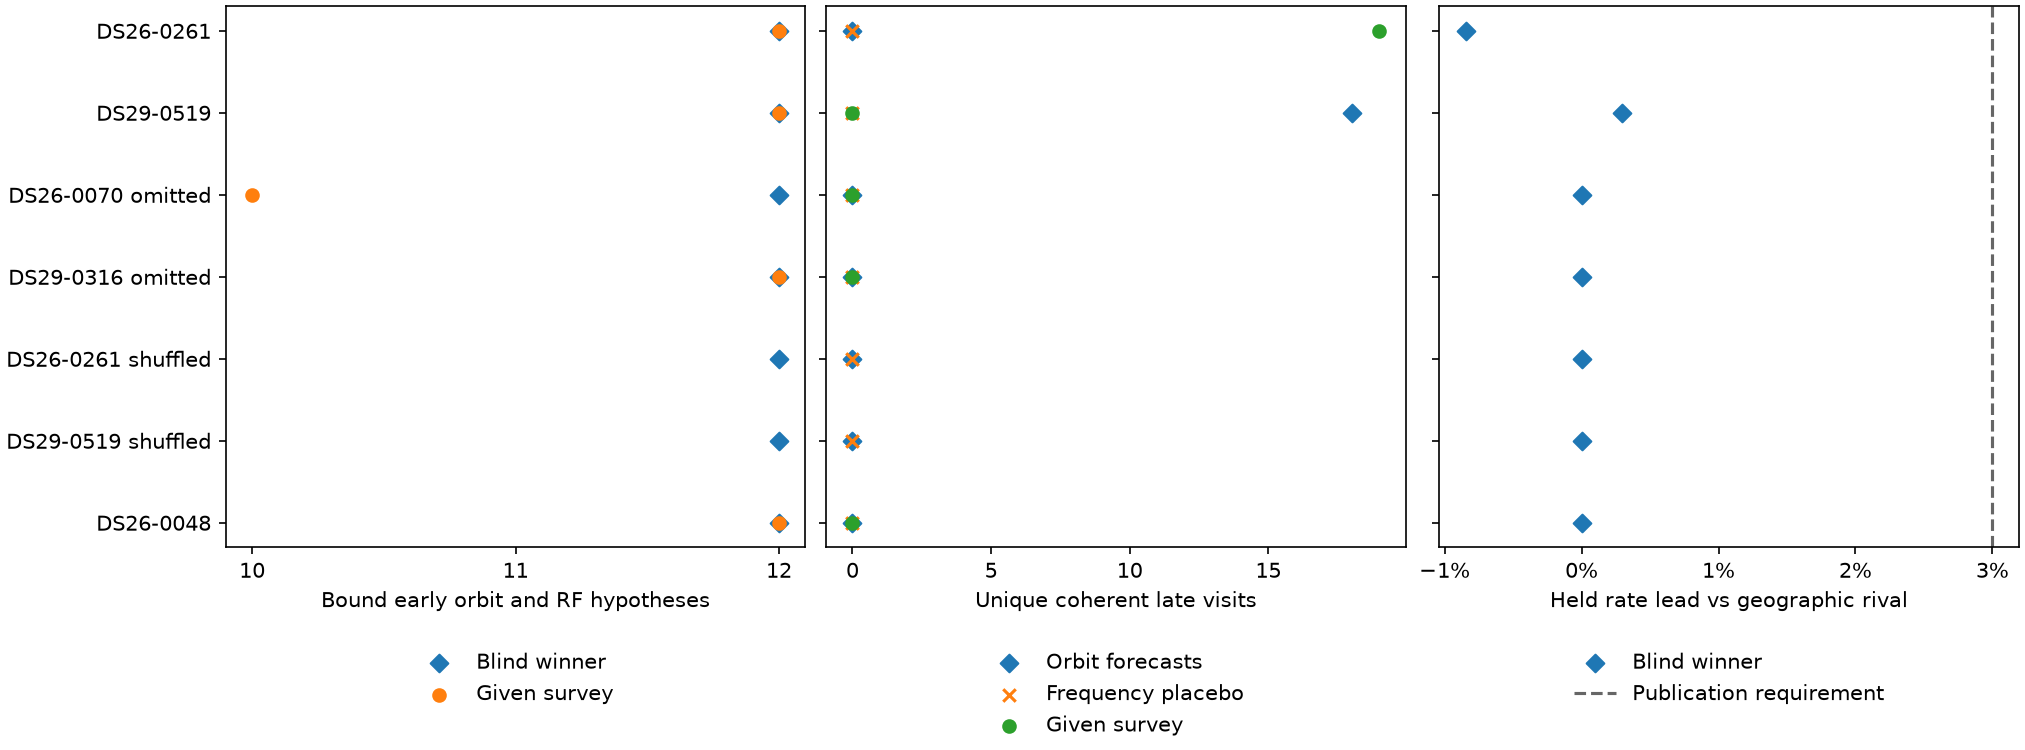 DS26-0261
DS29-0519
DS26-0070 omitted
DS29-0316 omitted
DS26-0261 shuffled
DS29-0519 shuffled
DS26-0048
10 11 12
Bound early orbit and RF hypotheses
Blind winner
Given survey
0 5 10 15
Unique coherent late visits
Orbit forecasts
Frequency placebo
Given survey
−1% 0% 1% 2% 3%
Held rate lead vs geographic rival
Blind winner
Publication requirement